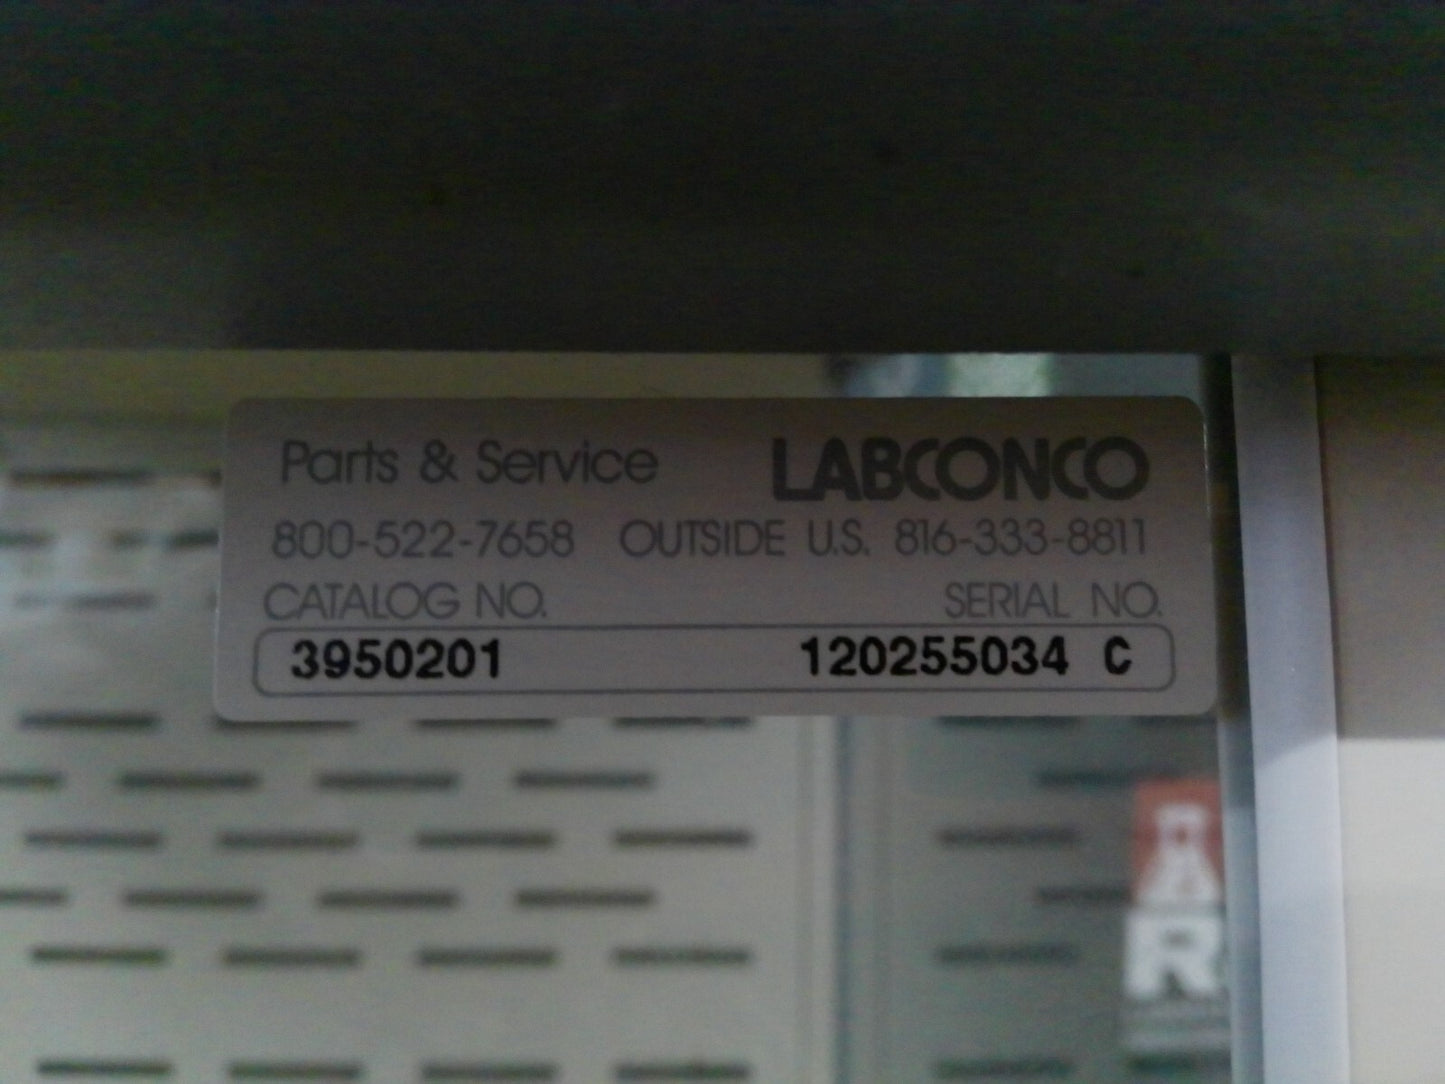 Parts & Service LABCONCO
800-522-7658 OUTSIDE U.S. 816-333-8811
CATALOG NO. SERIAL NO.
3950201 120255034 C
R